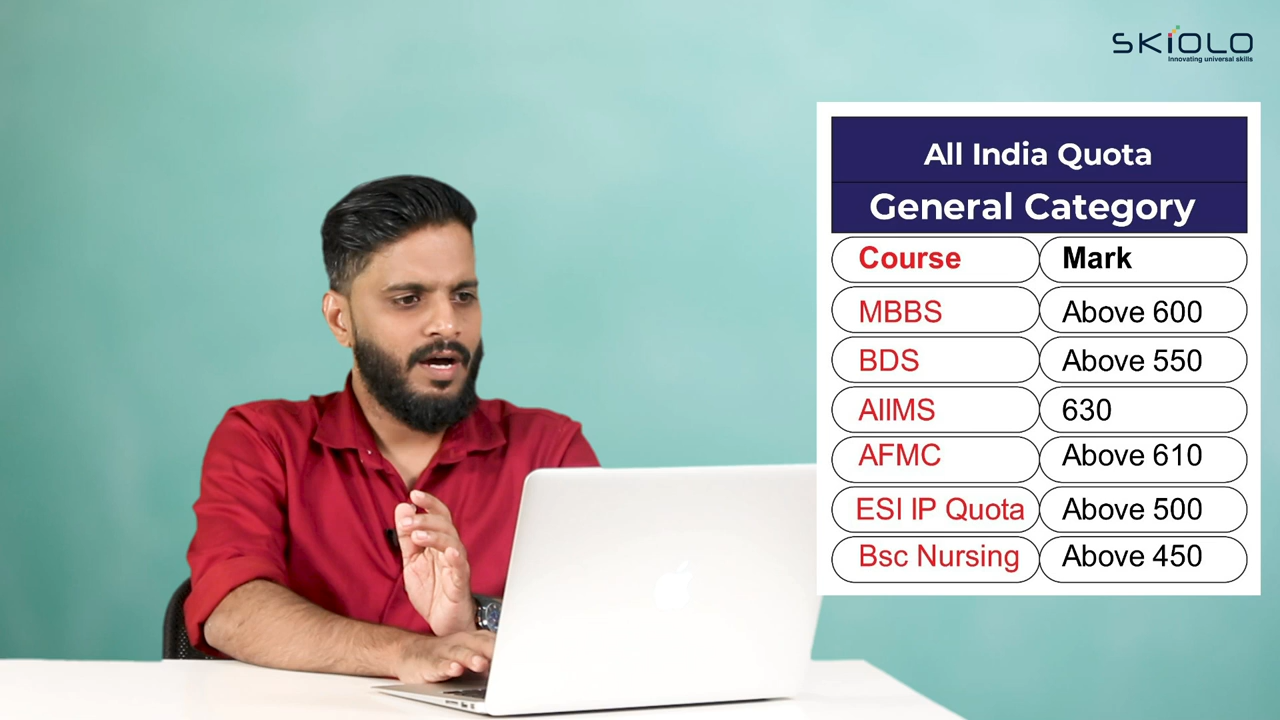 SKIOLO
Innovating universal skills
All India Quota
General Category
Course Mark
MBBS Above 600
BDS Above 550
AIIMS 630
AFMC Above 610
ESI IP Quota Above 500
Bsc Nursing Above 450